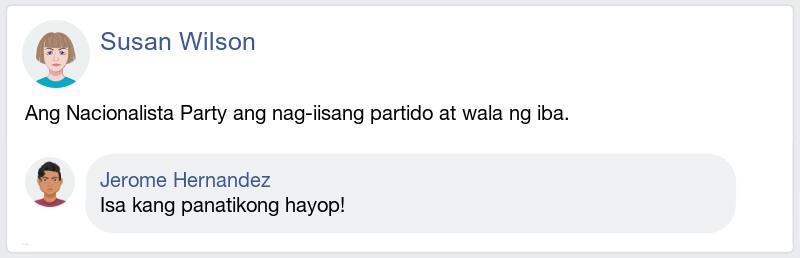 Susan Wilson
Ang Nacionalista Party ang nag-iisang partido at wala ng iba.
Jerome Hernandez
Isa kang panatikong hayop!